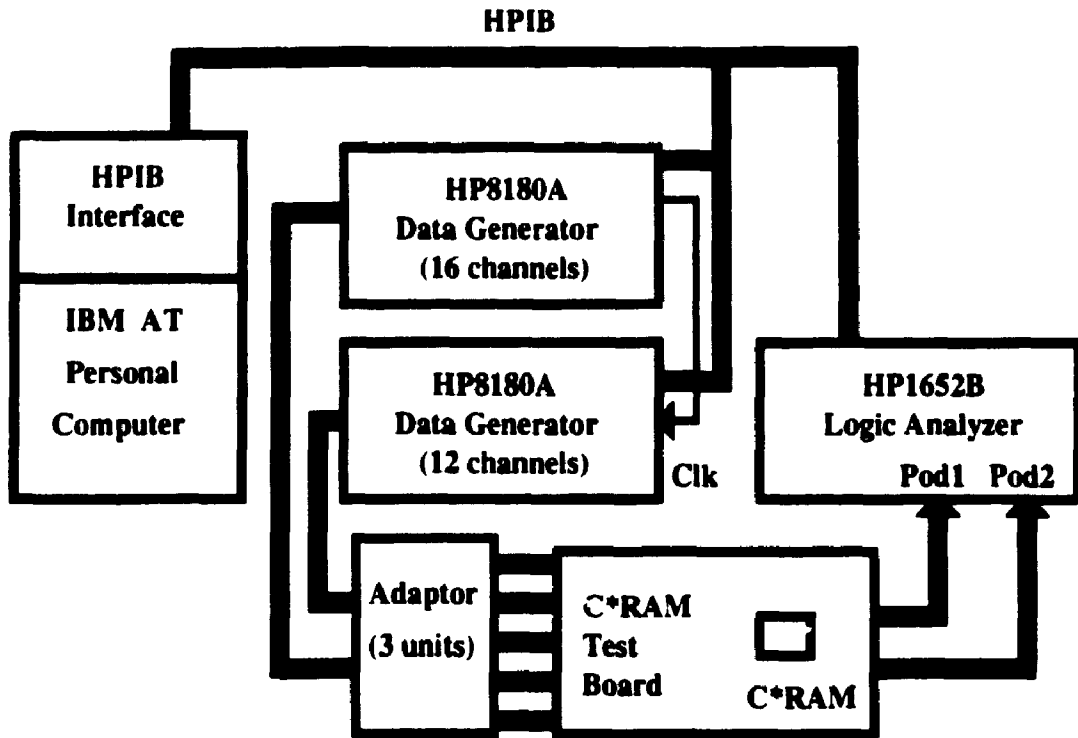 HPIB
HPIB
Interface
IBM AT
Personal
Computer
HP8180A
Data Generator
(16 channels)
HP8180A
Data Generator
(12 channels)
Clk
HP1652B
Logic Analyzer
Pod1 Pod2
Adaptor
(3 units)
C*RAM
Test
Board
C*RAM